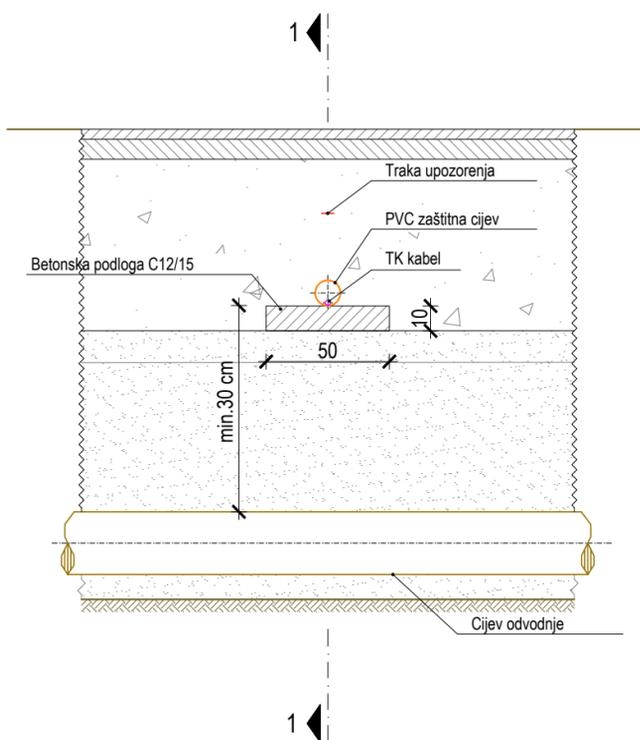 1
Traka upozorenja
PVC zaštitna cijev
TK kabel
Betonska podloga C12/15
10
50
min.30 cm
Cijev odvodnje
1